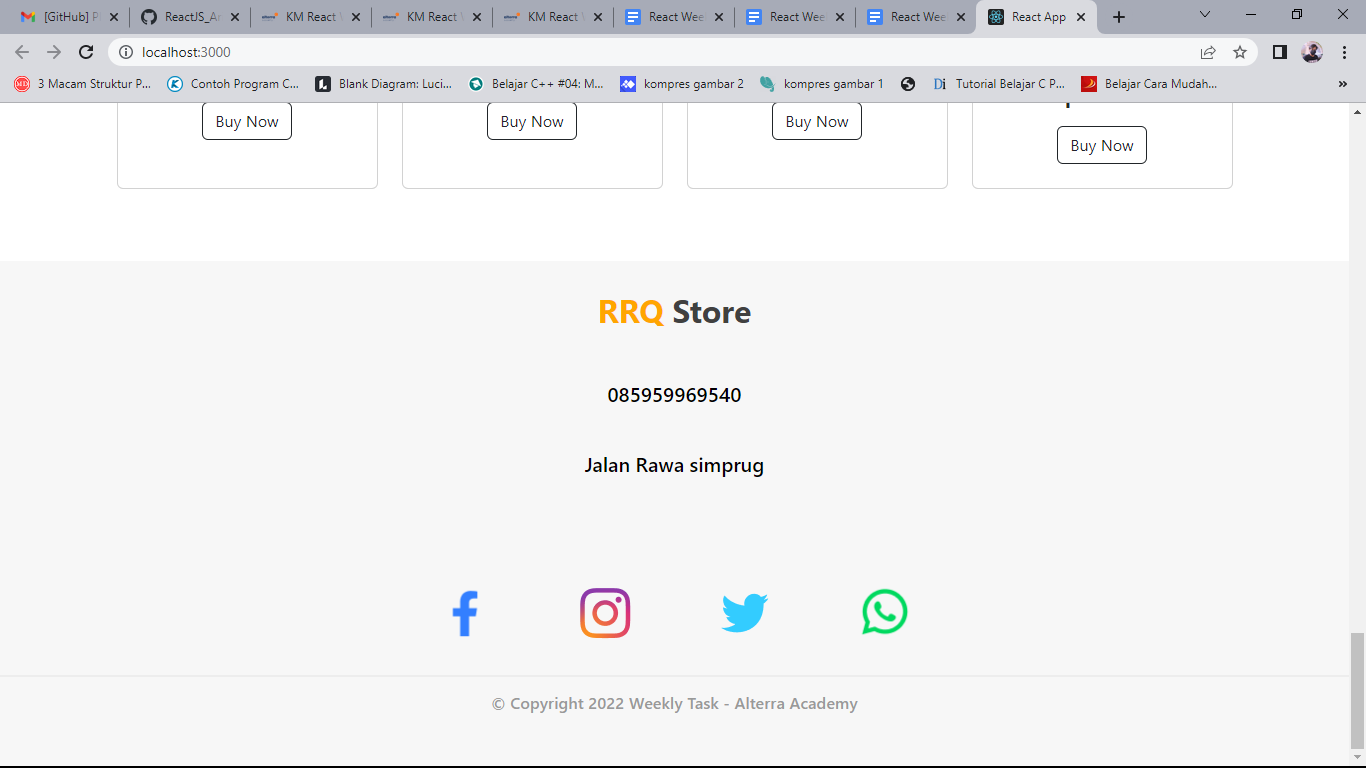 [GitHub] P
ReactJS_Ar
KM React
KM React
KM React
React Wee
React Wee
React Wee
React App
localhost:3000
3 Macam Struktur P...
Contoh Program C...
Blank Diagram: Luci...
Belajar C++ #04: M...
kompres gambar 2
kompres gambar 1
Tutorial Belajar C P...
Belajar Cara Mudah...
Buy Now
Buy Now
Buy Now
Buy Now
RRQ Store
085959969540
Jalan Rawa simprug
© Copyright 2022 Weekly Task - Alterra Academy